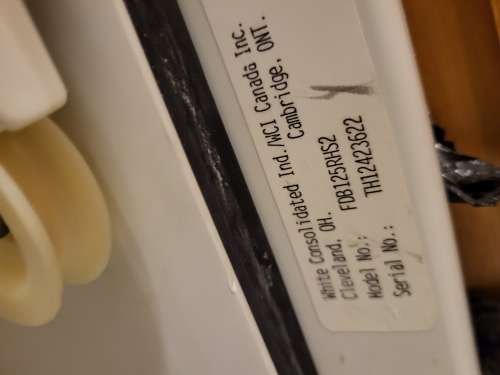 White Consolidated Ind./WCI Canada Inc.
Cleveland, OH. Cambridge, ONT.
Model No.: FDB125RHS2
Serial No.: TH12423622